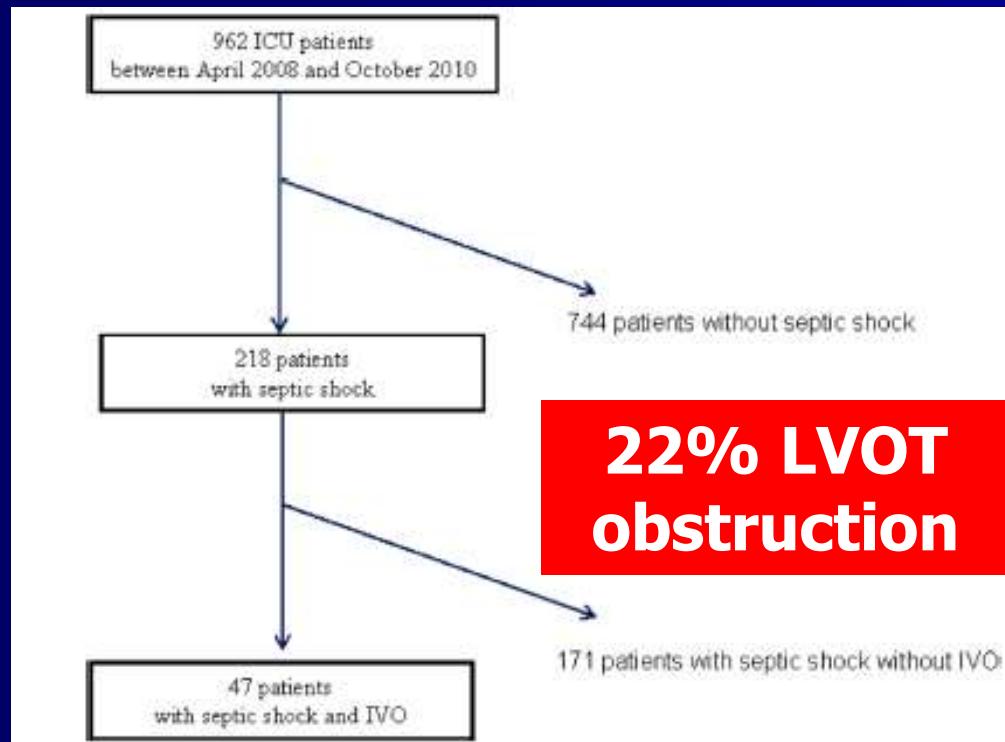 962 ICU patients
between April 2008 and October 2010
744 patients without septic shock
218 patients
with septic shock
22% LVOT
obstruction
171 patients with septic shock without IVO
47 patients
with septic shock and IVO